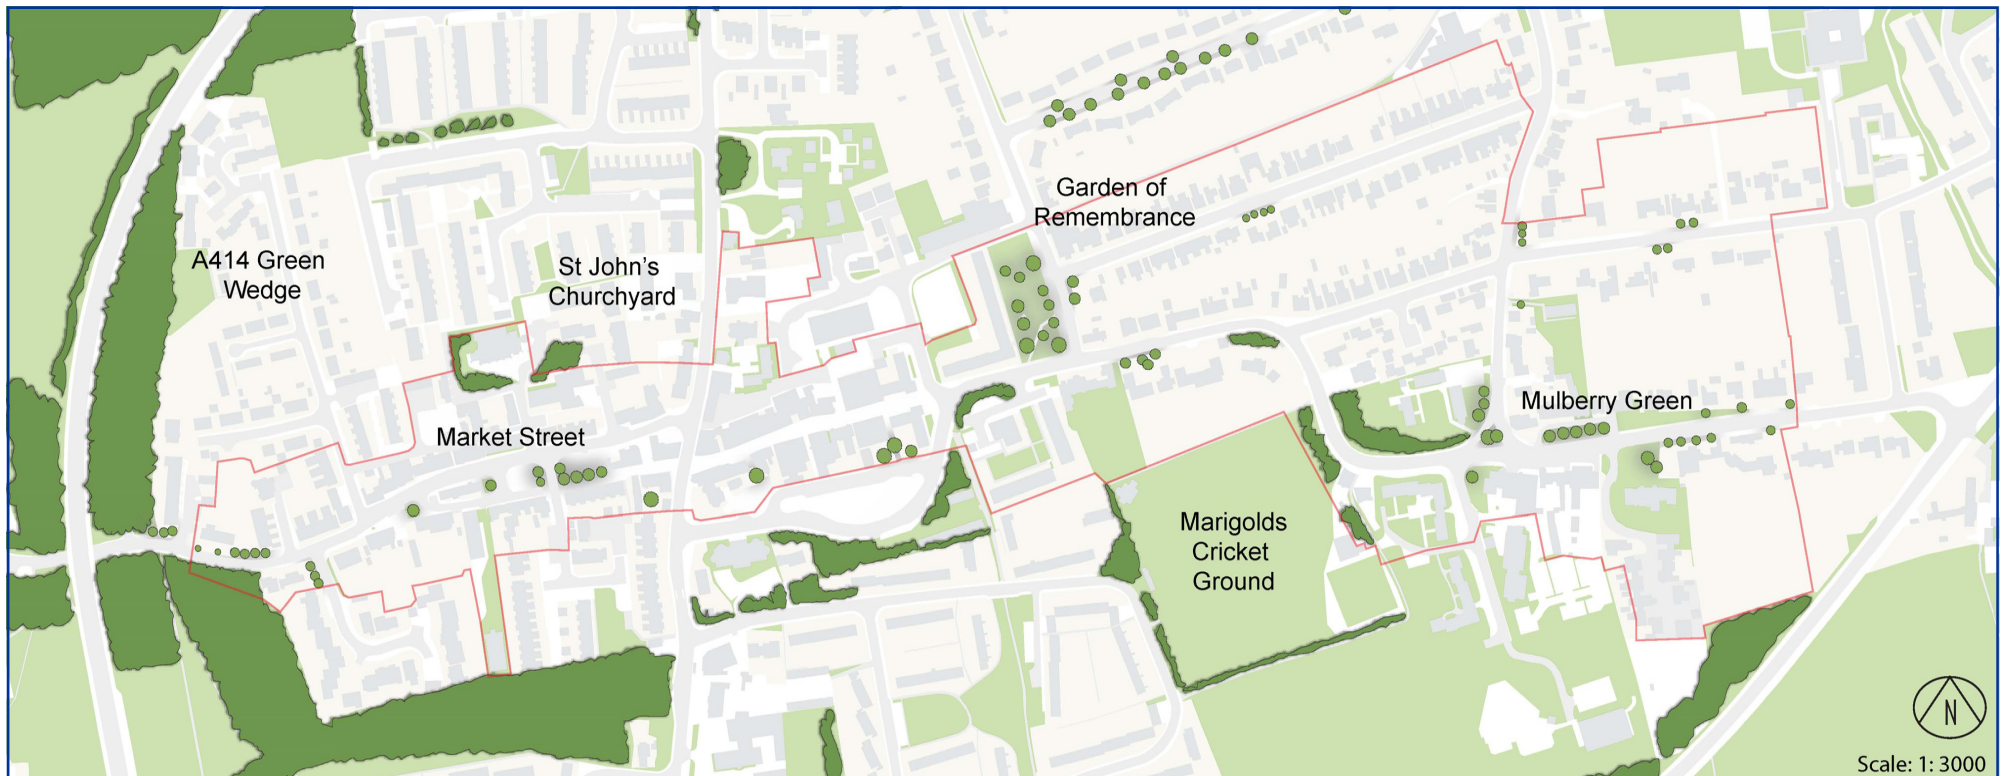 Garden of
Remembrance
A414 Green
Wedge
St John's
Churchyard
Market Street
Mulberry Green
Marigolds
Cricket
Ground
N
Scale: 1: 3000